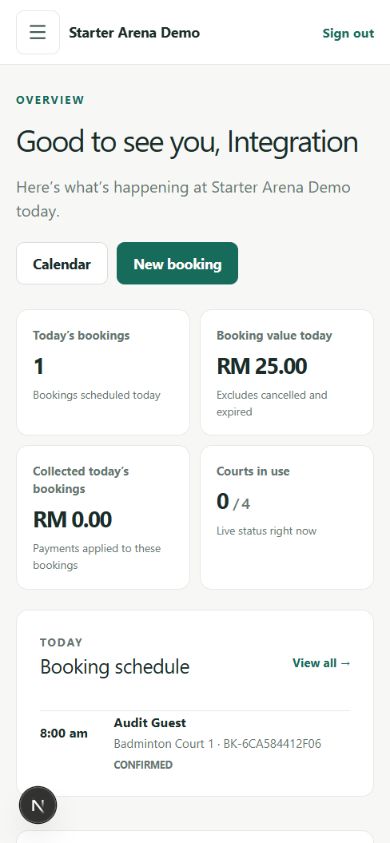 Starter Arena Demo
Sign out
OVERVIEW
Good to see you, Integration
Here's what's happening at Starter Arena Demo
today.
Calendar
New booking
Today's bookings
1
Bookings scheduled today
Booking value today
RM 25.00
Excludes cancelled and
expired
Collected today's
bookings
RM 0.00
Payments applied to these
bookings
Courts in use
0 / 4
Live status right now
TODAY
Booking schedule
View all →
8:00 am
Audit Guest
Badminton Court 1 · BK-6CA584412F06
CONFIRMED
N